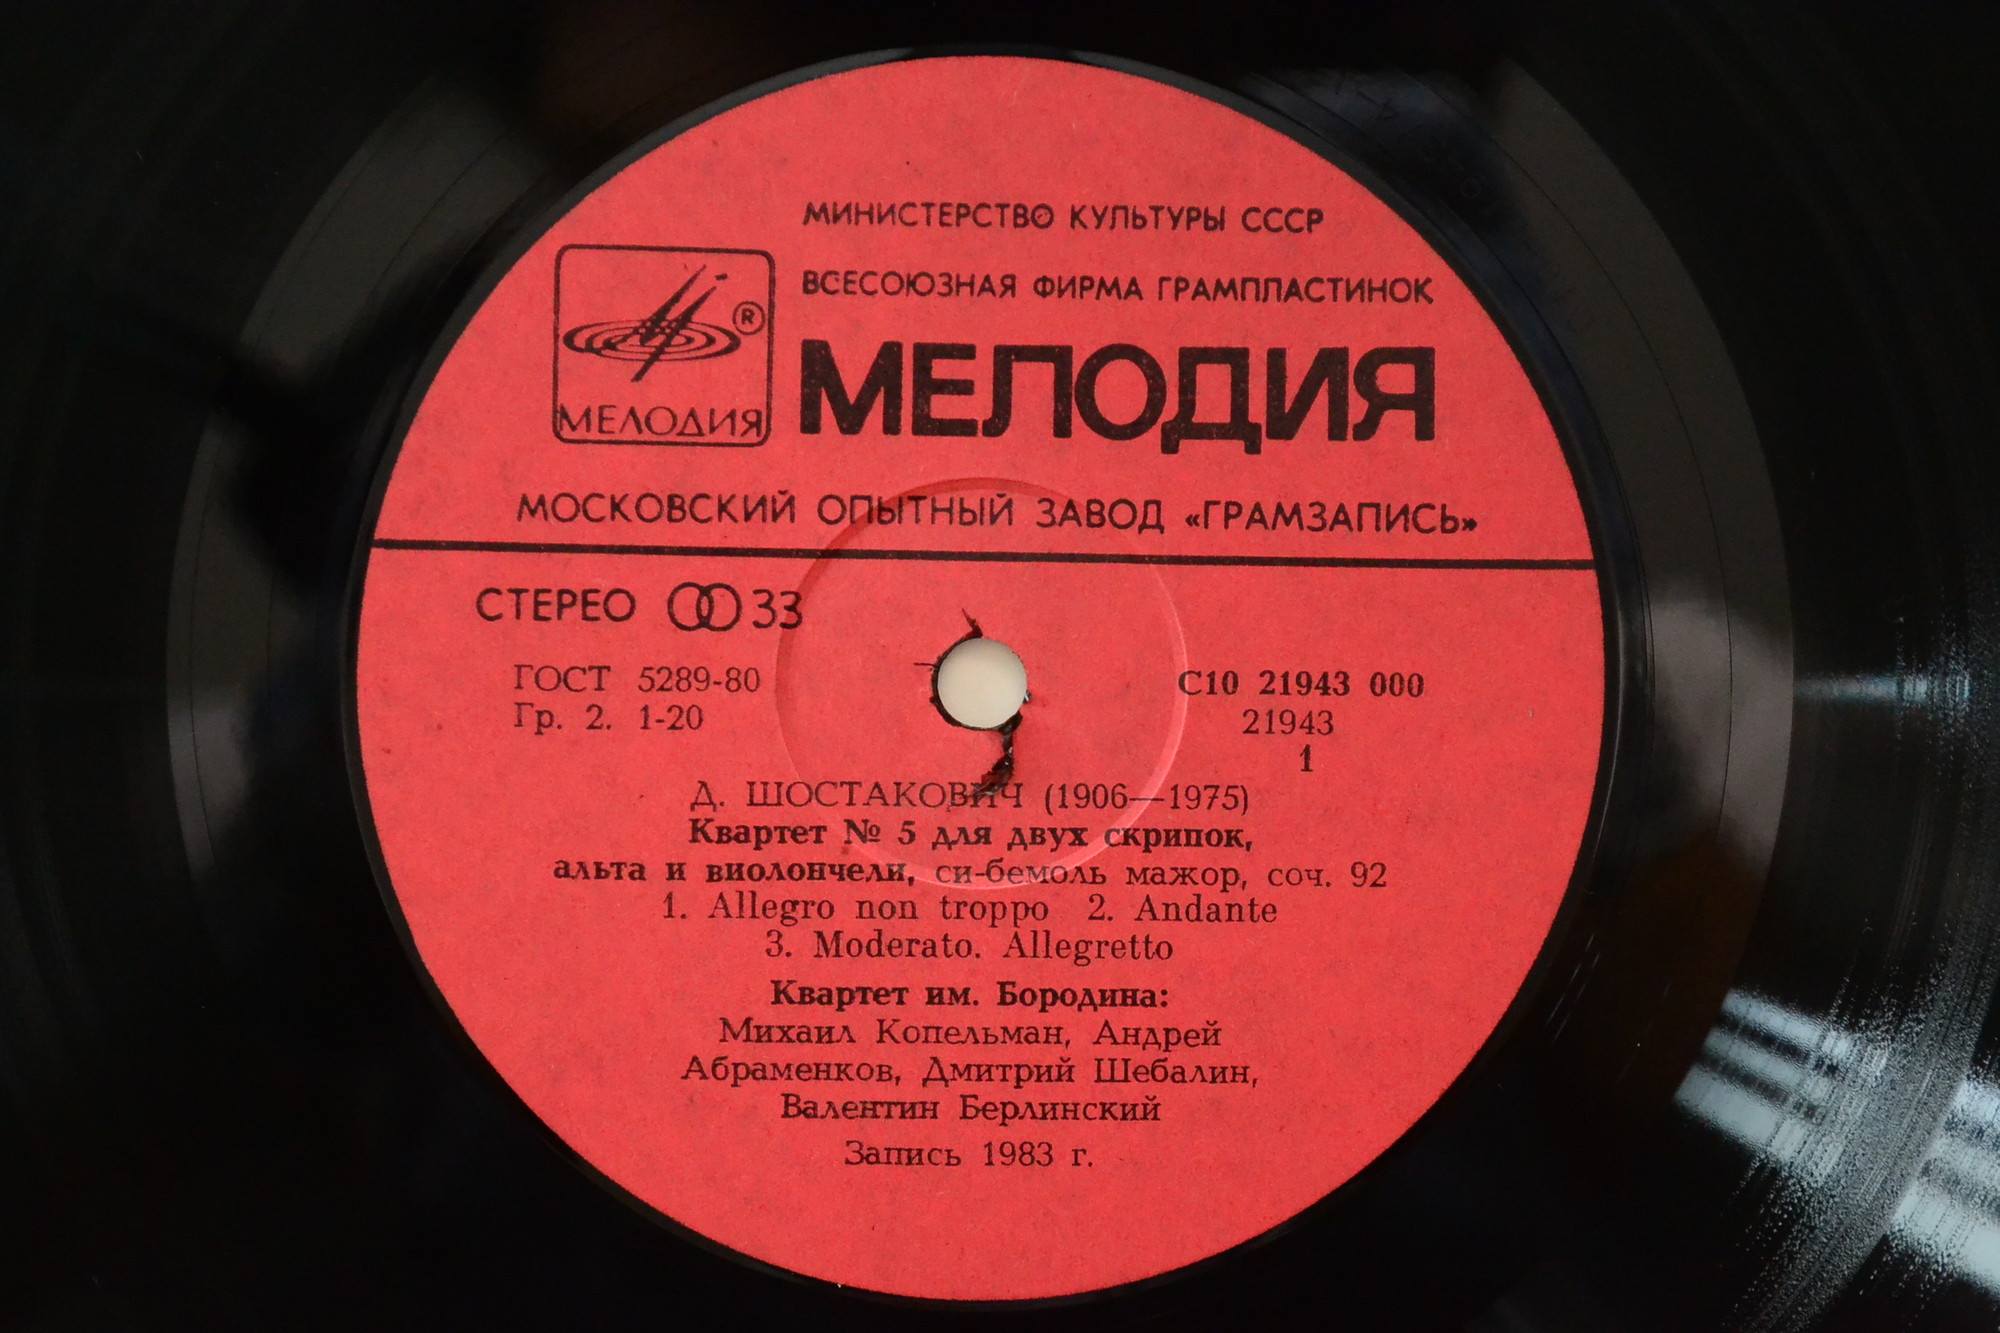 МИНИСТЕРСТВО КУЛЬТУРЫ СССР
ВСЕСОЮЗНАЯ ФИРМА ГРАМПЛАСТИНОК
®
МЕЛОДИЯ
МЕЛОДИЯ
МОСКОВСКИЙ ОПЫТНЫЙ ЗАВОД «ГРАМЗАПИСЬ»
СТЕРЕО 33
ГОСТ 5289-80
Гр. 2. 1-20
С10 21943 000
21943
1
Д. ШОСТАКОВИЧ (1906—1975)
Квартет № 5 для двух скрипок,
альта и виолончели, си-бемоль мажор, соч. 92
1. Allegro non troppo 2. Andante
3. Moderato. Allegretto
Квартет им. Бородина:
Михаил Копельман, Андрей
Абраменков, Дмитрий Шебалин,
Валентин Берлинский
Запись 1983 г.